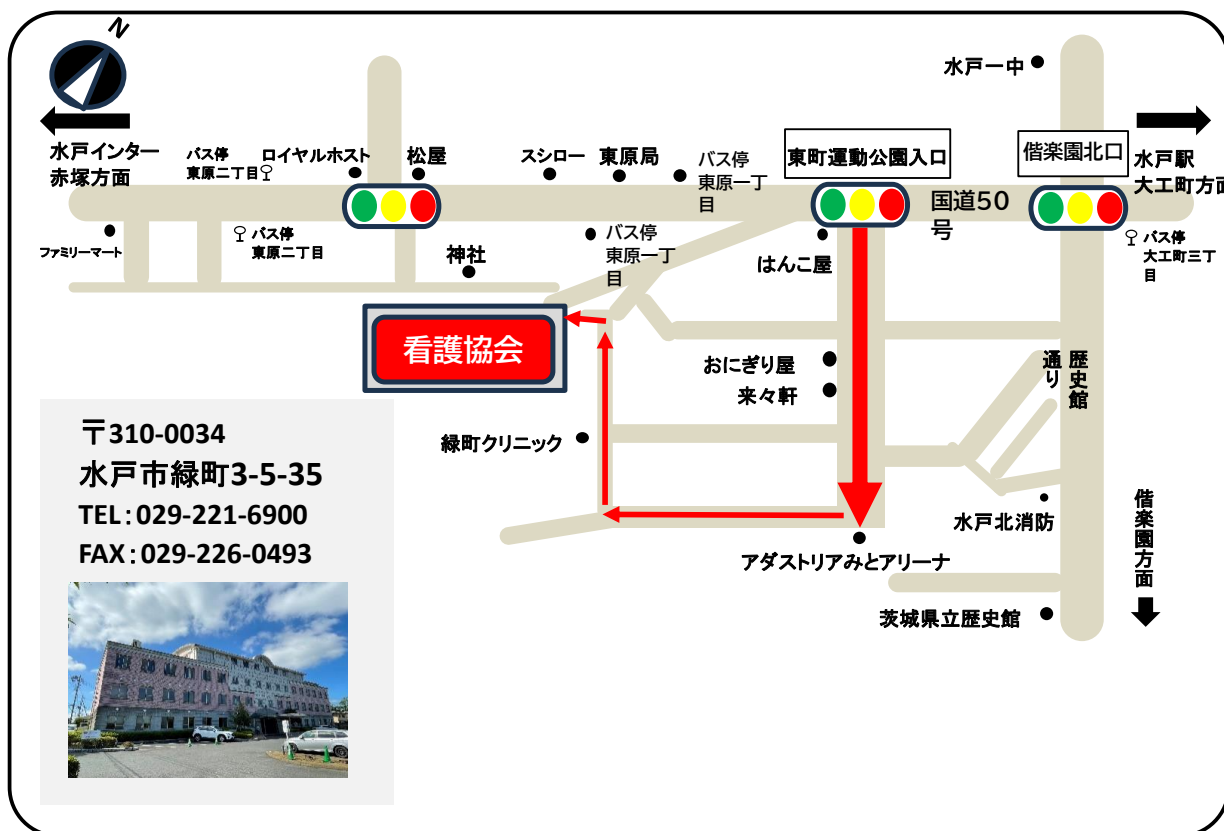 N
水戸一中
水戸インター
赤塚方面
バス停
東原二丁目
ロイヤルホスト
松屋
スシロー
東原局
バス停
東原一丁
目
東町運動公園入口
偕楽園北口
水戸駅
大工町方面
国道50
号
ファミリーマート
バス停
東原二丁目
神社
バス停
東原一丁
目
はんこ屋
バス停
大工町三丁
目
看護協会
おにぎり屋
来々軒
歴史館
通り
緑町クリニック
〒310-0034
水戸市緑町3-5-35
TEL：029-221-6900
FAX：029-226-0493
水戸北消防
アダストリアみとアリーナ
偕楽園方面
茨城県立歴史館